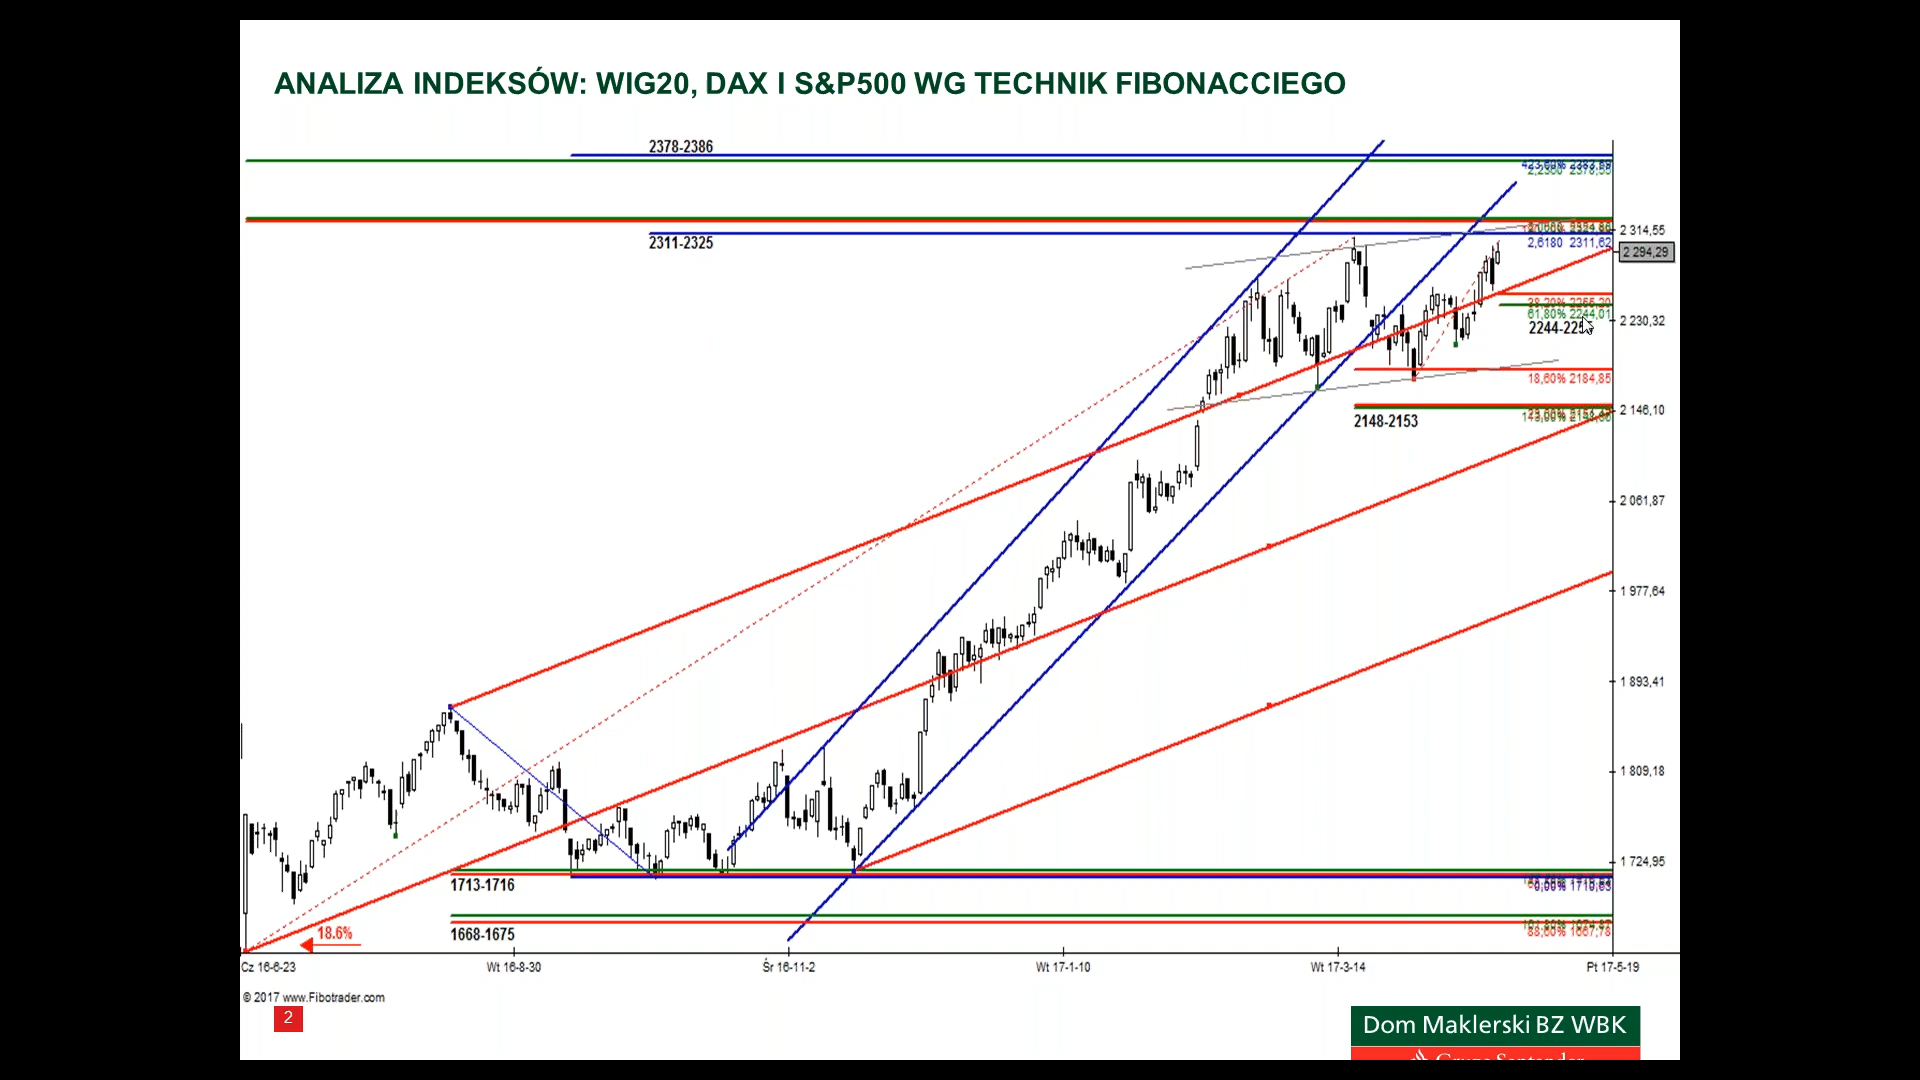 ANALIZA INDEKSÓW: WIG20, DAX I S&P500 WG TECHNIK FIBONACCIEGO
2378-2386
2311-2325
2 314,55
2,6180 2311,62
2 294,29
61,80% 2244,01
2 230,32
18,60% 2184,85
2148-2153
2 146,10
2 061,87
1 977,64
1 893,41
1 809,18
1 724,95
1713-1716
1668-1675
88,60% 1667,78
18.6%
Cz 16-6-23
Wt 16-8-30
Śr 16-11-2
Wt 17-1-10
Wt 17-3-14
Pt 17-5-19
© 2017 www.Fibotrader.com
2
Dom Maklerski BZ WBK